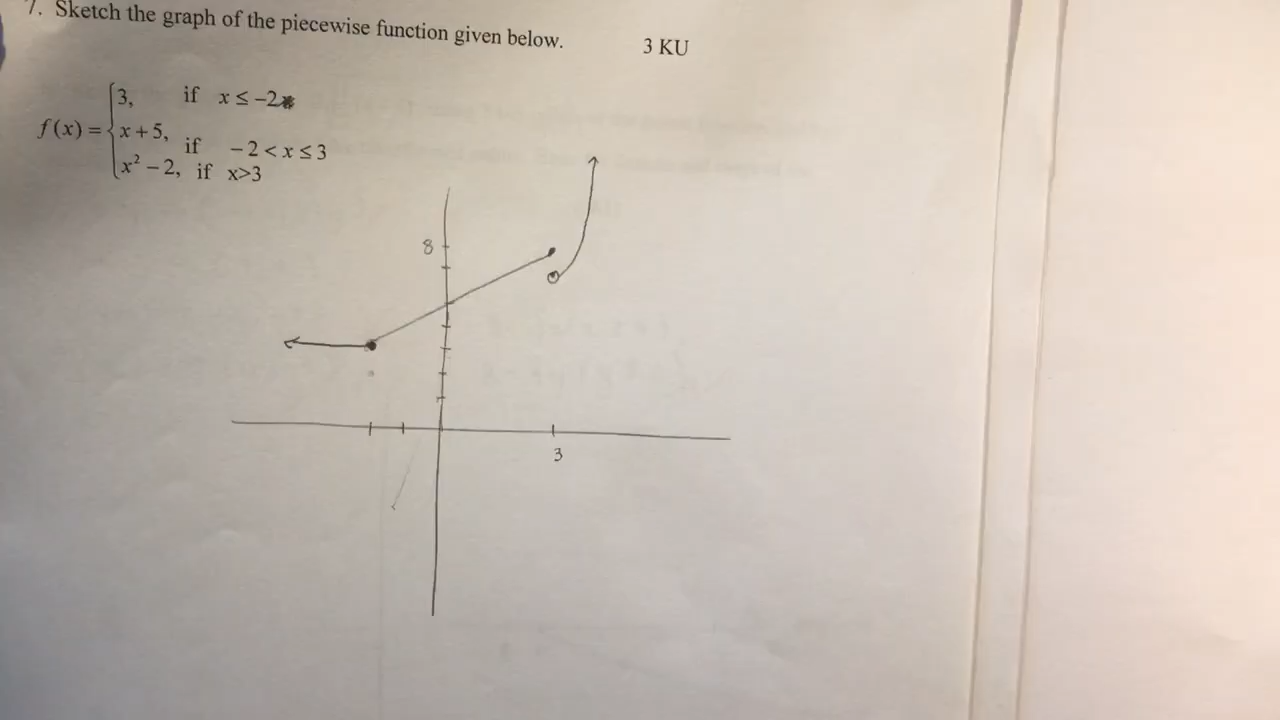 7. Sketch the graph of the piecewise function given below. 3 KU
3, if x ≤ -2
f(x) = x + 5, if -2 < x ≤ 3
x² - 2, if x>3
8
3